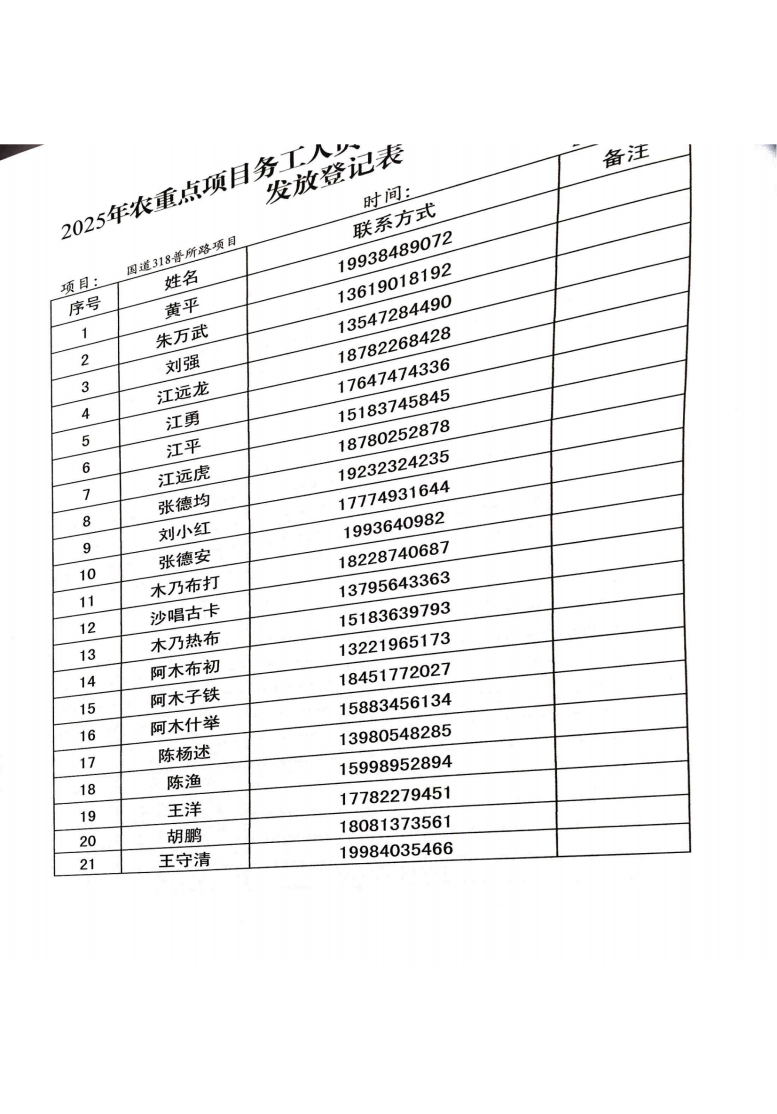 2025年农重点项目务工人员
发放登记表
项目: 国道318普所路项目 时间:
序号 姓名 联系方式 备注
1 黄平 19938489072
2 朱万武 13619018192
3 刘强 13547284490
4 江远龙 18782268428
5 江勇 17647474336
6 江平 15183745845
7 江远虎 18780252878
8 张德均 19232324235
9 刘小红 17774931644
10 张德安 1993640982
11 木乃布打 18228740687
12 沙唱古卡 13795643363
13 木乃热布 15183639793
14 阿木布初 13221965173
15 阿木子铁 18451772027
16 阿木什举 15883456134
17 陈杨述 13980548285
18 陈渔 15998952894
19 王洋 17782279451
20 胡鹏 18081373561
21 王守清 19984035466